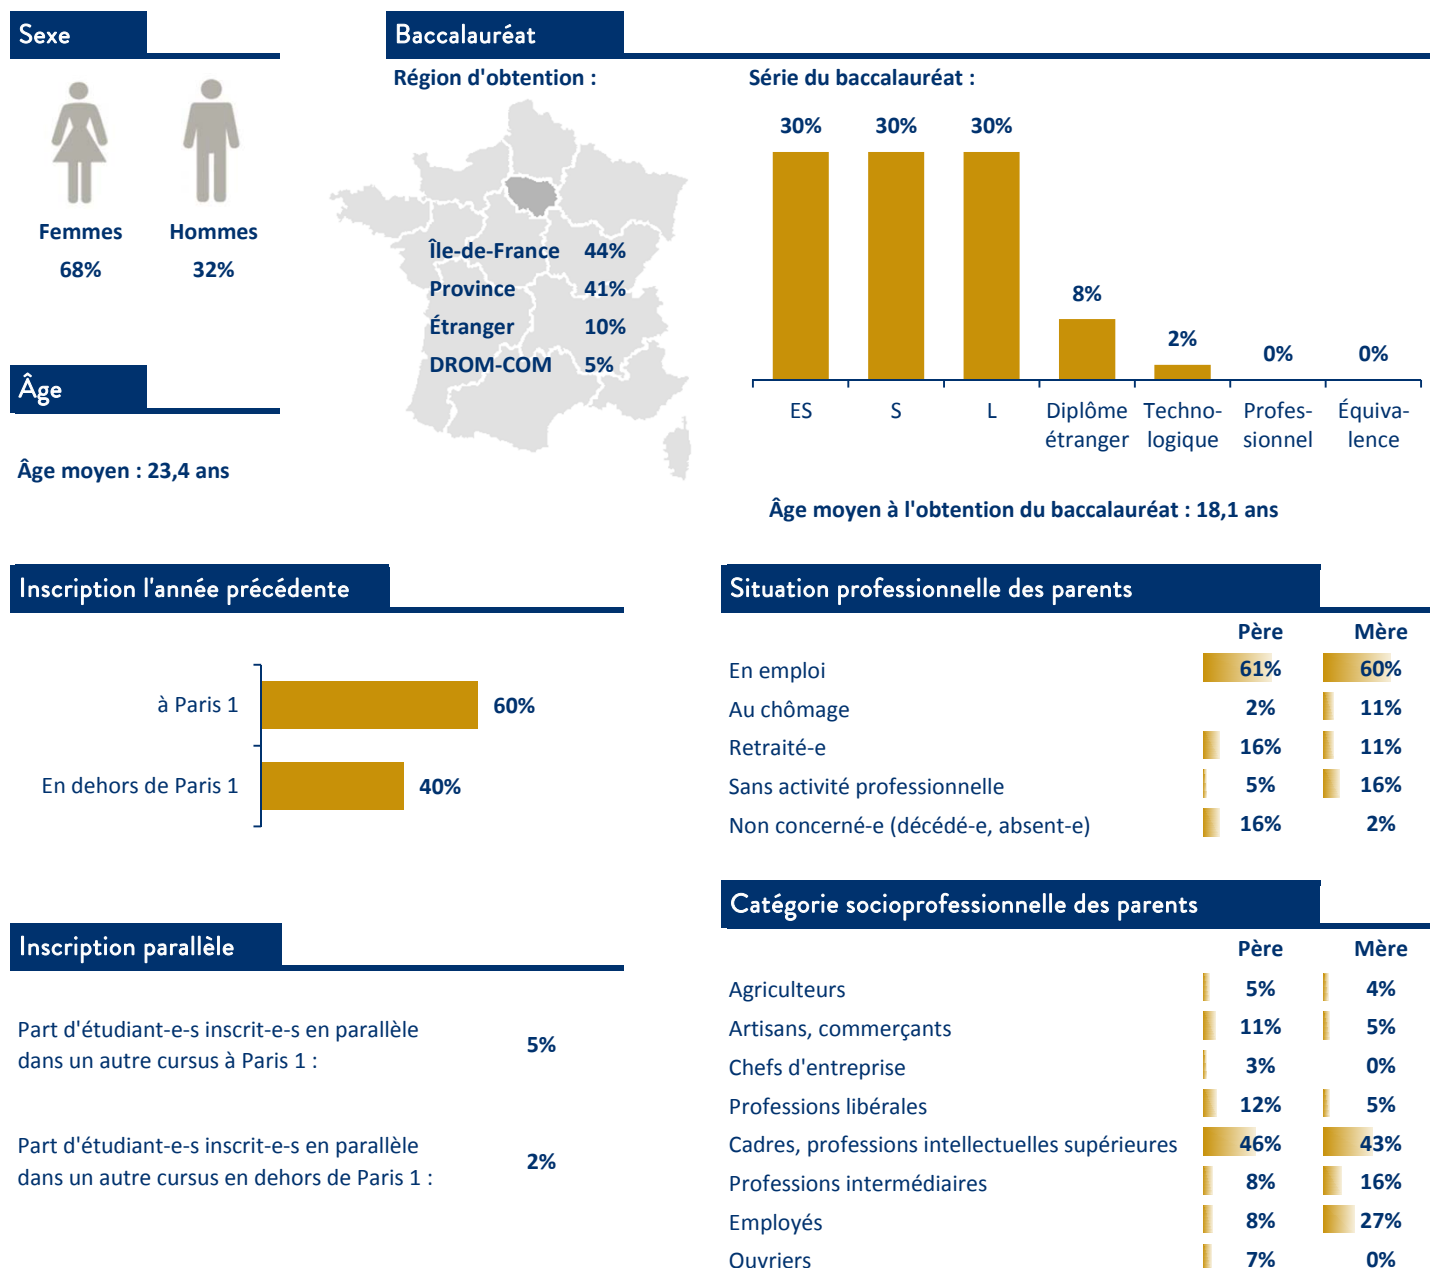 Sexe
Femmes Hommes
68% 32%
Âge
Âge moyen : 23,4 ans
Baccalauréat
Région d'obtention :
Île-de-France 44%
Province 41%
Étranger 10%
DROM-COM 5%
Série du baccalauréat :
30% 30% 30% 8% 2% 0% 0%
ES S L Diplôme Techno- Profes- Équiva-
étranger logique sionnel lence
Âge moyen à l'obtention du baccalauréat : 18,1 ans
Inscription l'année précédente
à Paris 1 60%
En dehors de Paris 1 40%
Inscription parallèle
Part d'étudiant-e-s inscrit-e-s en parallèle
dans un autre cursus à Paris 1 :
5%
Part d'étudiant-e-s inscrit-e-s en parallèle
dans un autre cursus en dehors de Paris 1 :
2%
Situation professionnelle des parents
Père Mère
En emploi 61% 60%
Au chômage 2% 11%
Retraité-e 16% 11%
Sans activité professionnelle 5% 16%
Non concerné-e (décédé-e, absent-e) 16% 2%
Catégorie socioprofessionnelle des parents
Père Mère
Agriculteurs 5% 4%
Artisans, commerçants 11% 5%
Chefs d'entreprise 3% 0%
Professions libérales 12% 5%
Cadres, professions intellectuelles supérieures 46% 43%
Professions intermédiaires 8% 16%
Employés 8% 27%
Ouvriers 7% 0%